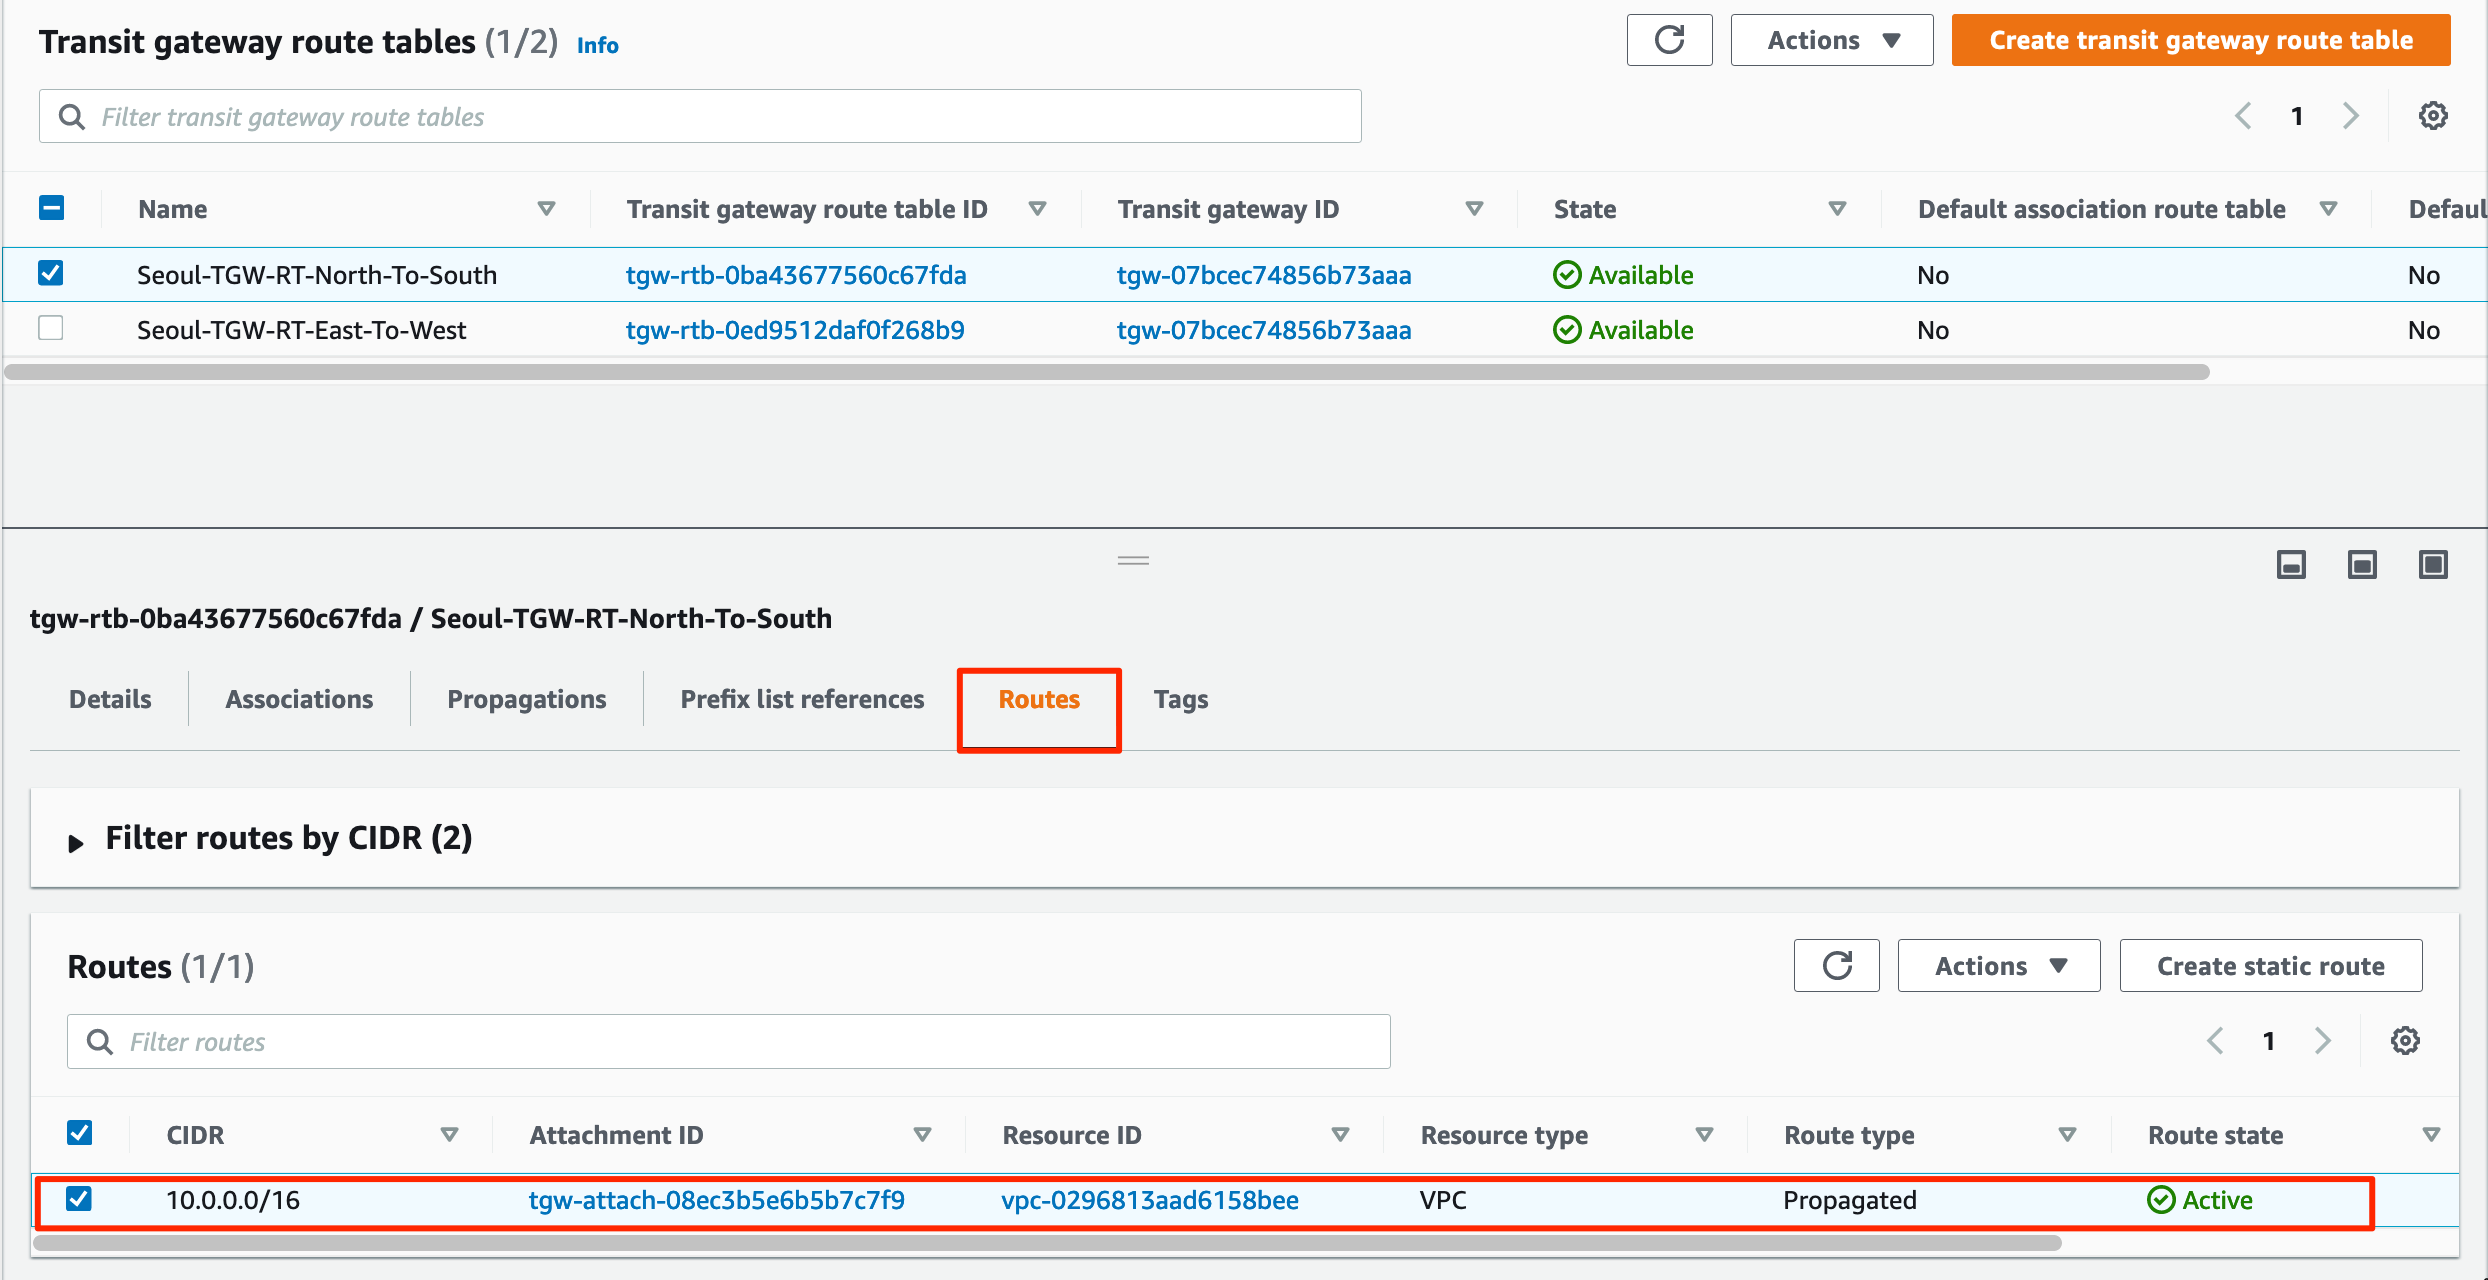 Transit gateway route tables (1/2) Info
Actions
Create transit gateway route table
Filter transit gateway route tables
1
Name Transit gateway route table ID Transit gateway ID State Default association route table Defaul
Seoul-TGW-RT-North-To-South tgw-rtb-0ba43677560c67fda tgw-07bcec74856b73aaa Available No No
Seoul-TGW-RT-East-To-West tgw-rtb-0ed9512daf0f268b9 tgw-07bcec74856b73aaa Available No No
tgw-rtb-0ba43677560c67fda / Seoul-TGW-RT-North-To-South
Details Associations Propagations Prefix list references Routes Tags
Filter routes by CIDR (2)
Routes (1/1)
Actions
Create static route
Filter routes
1
CIDR Attachment ID Resource ID Resource type Route type Route state
10.0.0.0/16 tgw-attach-08ec3b5e6b5b7c7f9 vpc-0296813aad6158bee VPC Propagated Active